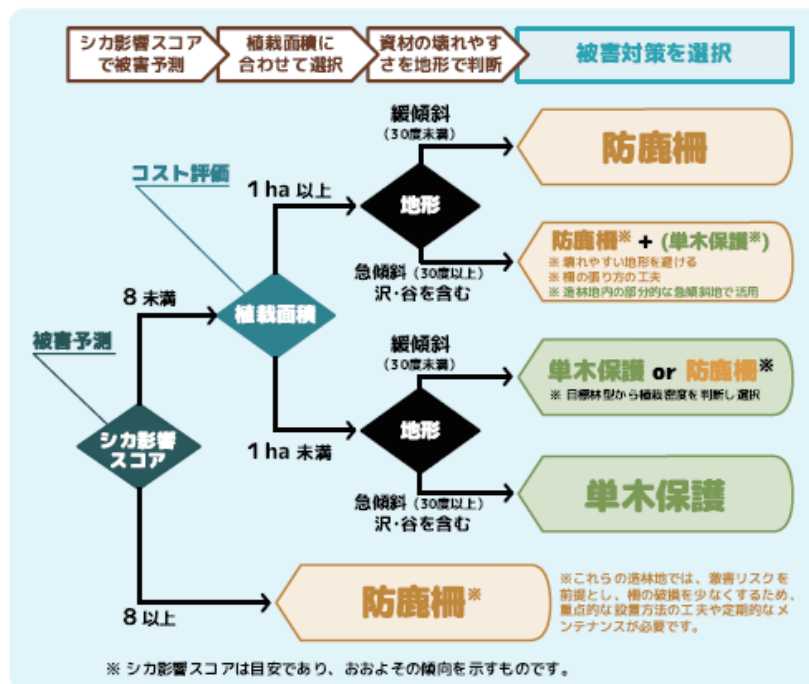 シカ影響スコア
で被害予測
植栽面積に
合わせて選択
資材の壊れやす
さを地形で判断
被害対策を選択
緩傾斜
(30度未満)
防鹿柵
コスト評価
1ha 以上
地形
防鹿柵※ + (単木保護※)
※ 壊れやすい地形を避ける
※ 柵の張り方の工夫
※ 造林地内の部分的な急傾斜地で活用
急傾斜 (30度以上)
沢・谷を含む
8 未満
植栽面積
被害予測
緩傾斜
(30度未満)
単木保護 or 防鹿柵※
※ 目標林型から植栽密度を判断し選択
シカ影響
スコア
地形
1ha 未満
急傾斜 (30度以上)
沢・谷を含む
単木保護
8 以上
防鹿柵※
※これらの造林地では、激害リスクを
前提とし、柵の破損を少なくするため、
重点的な設置方法の工夫や定期的なメ
ンテナンスが必要です。
※ シカ影響スコアは目安であり、おおよその傾向を示すものです。